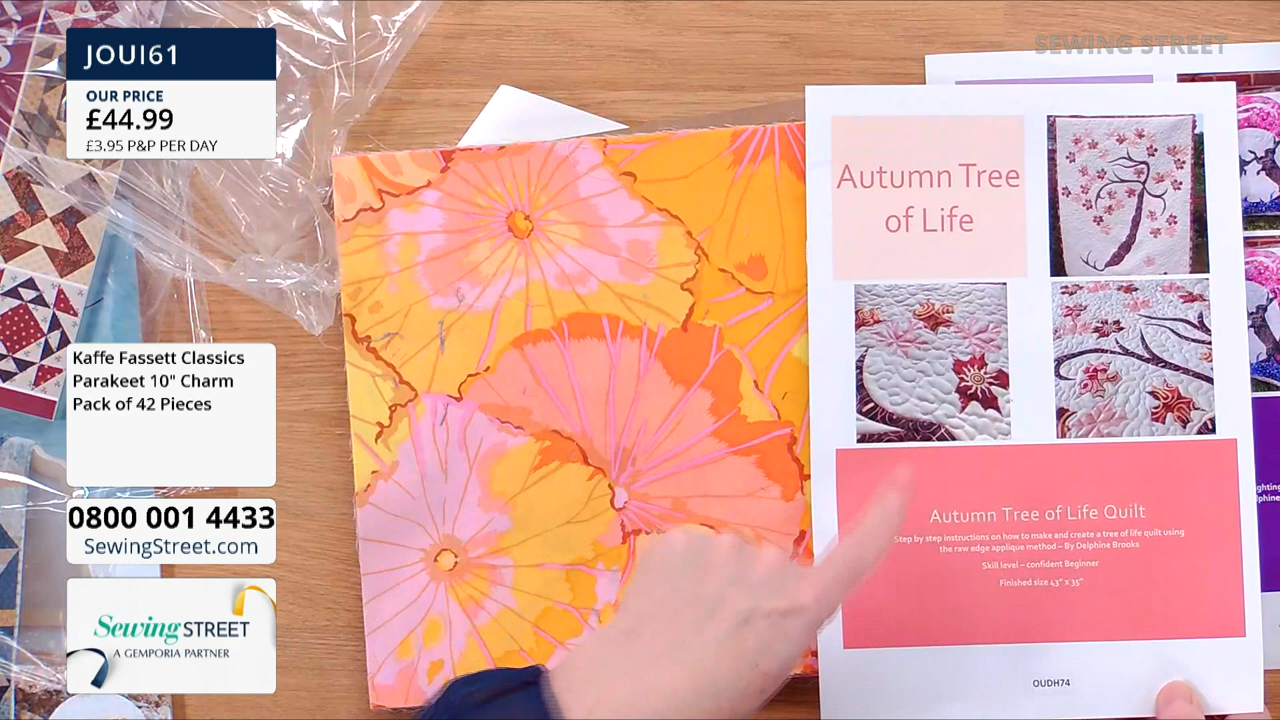 JOUI61
OUR PRICE
£44.99
£3.95 P&P PER DAY
Kaffe Fassett Classics
Parakeet 10" Charm
Pack of 42 Pieces
0800 001 4433
SewingStreet.com
Sewing STREET
A GEMPORIA PARTNER
SEWING STREET
Autumn Tree
of Life
Autumn Tree of Life Quilt
Step by step instructions on how to make and create a tree of life quilt using
the raw edge applique method – By Delphine Brooks
Skill level – confident Beginner
Finished size 43" x 35"
OUDH74